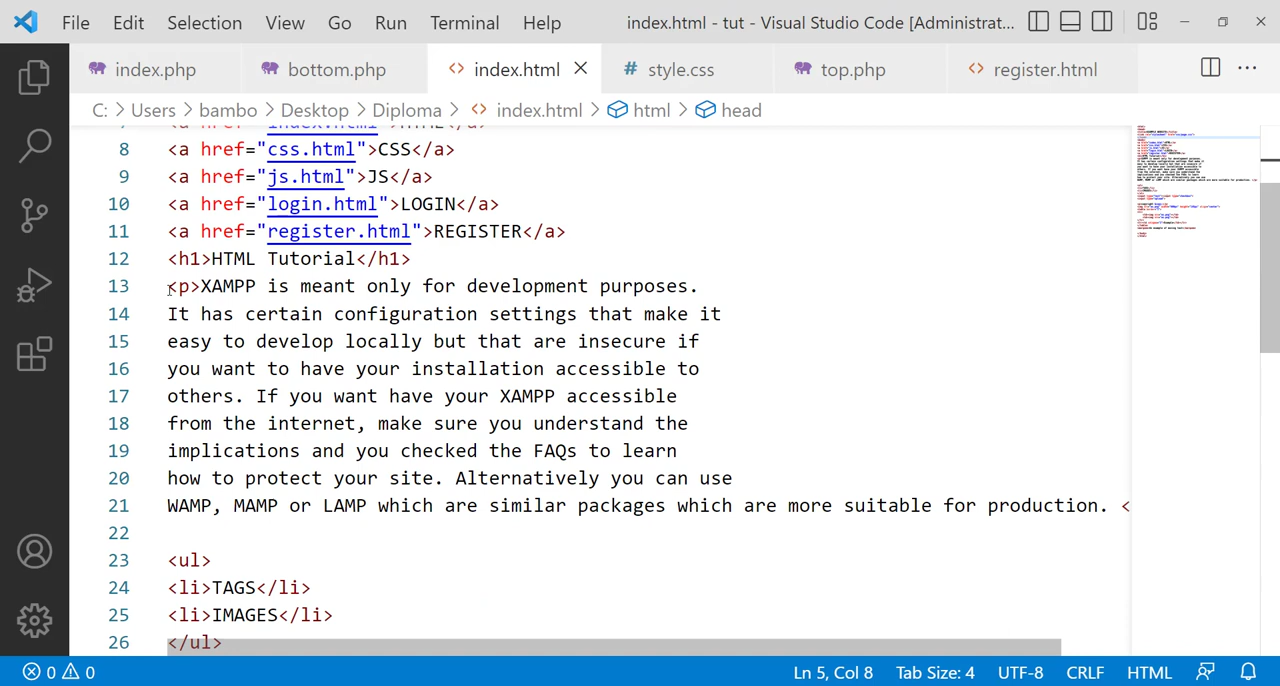 File Edit Selection View Go Run Terminal Help index.html - tut - Visual Studio Code [Administrat...
index.php bottom.php index.html style.css top.php register.html
C: > Users > bambo > Desktop > Diploma > index.html > html > head
<a href="index.html">HTML</a>
8 <a href="css.html">CSS</a>
9 <a href="js.html">JS</a>
10 <a href="login.html">LOGIN</a>
11 <a href="register.html">REGISTER</a>
12 <h1>HTML Tutorial</h1>
13 <p>XAMPP is meant only for development purposes.
14 It has certain configuration settings that make it
15 easy to develop locally but that are insecure if
16 you want to have your installation accessible to
17 others. If you want have your XAMPP accessible
18 from the internet, make sure you understand the
19 implications and you checked the FAQs to learn
20 how to protect your site. Alternatively you can use
21 WAMP, MAMP or LAMP which are similar packages which are more suitable for production. <
22
23 <ul>
24 <li>TAGS</li>
25 <li>IMAGES</li>
26 </ul>
0 0 Ln 5, Col 8 Tab Size: 4 UTF-8 CRLF HTML